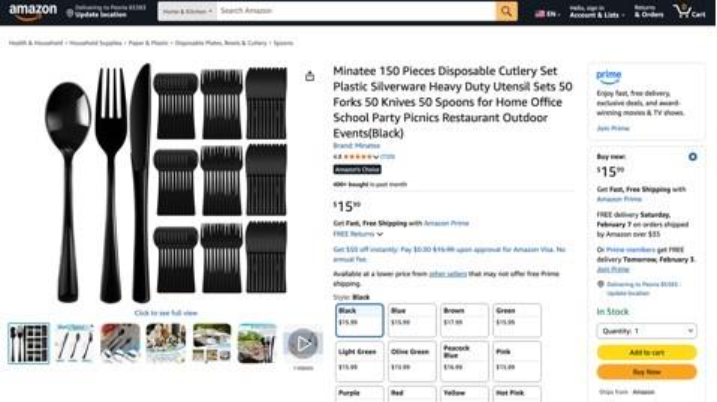 amazon
Delivering to Peoria 85383
Update location
Home & Kitchen
Search Amazon
EN
Hello, sign in
Account & Lists
Returns
& Orders
Cart
Health & Household › Household Supplies › Paper & Plastic › Disposable Plates, Bowls & Cutlery › Spoons
Minatee 150 Pieces Disposable Cutlery Set
Plastic Silverware Heavy Duty Utensil Sets 50
Forks 50 Knives 50 Spoons for Home Office
School Party Picnics Restaurant Outdoor
Events(Black)
Brand: Minatee
4.8
Amazon's Choice
400+ bought in past month
$15
Get Fast, Free Shipping with Amazon Prime
FREE Returns
Get $50 off instantly: Pay $0.00 upon approval for Amazon Visa. No
annual fee.
Available at a lower price from other sellers that may not offer free Prime
shipping.
Style: Black
Black
$15.99
Blue
$15.99
Brown
$17.99
Green
$15.99
Light Green
$15.99
Olive Green
Peacock
Blue
Pink
$15.99
Purple
Red
Yellow
Hot Pink
Click to see full view
prime
Enjoy fast, free delivery,
exclusive deals, and award-
winning movies & TV shows.
Join Prime
Buy new:
$15
Get Fast, Free Shipping with
Amazon Prime
FREE delivery Saturday,
February 7 on orders shipped
by Amazon over $35
Or Prime members get FREE
delivery Tomorrow, February 3.
Join Prime
Delivering to Peoria 85383 -
Update location
In Stock
Quantity: 1
Add to cart
Buy Now
Ships from Amazon